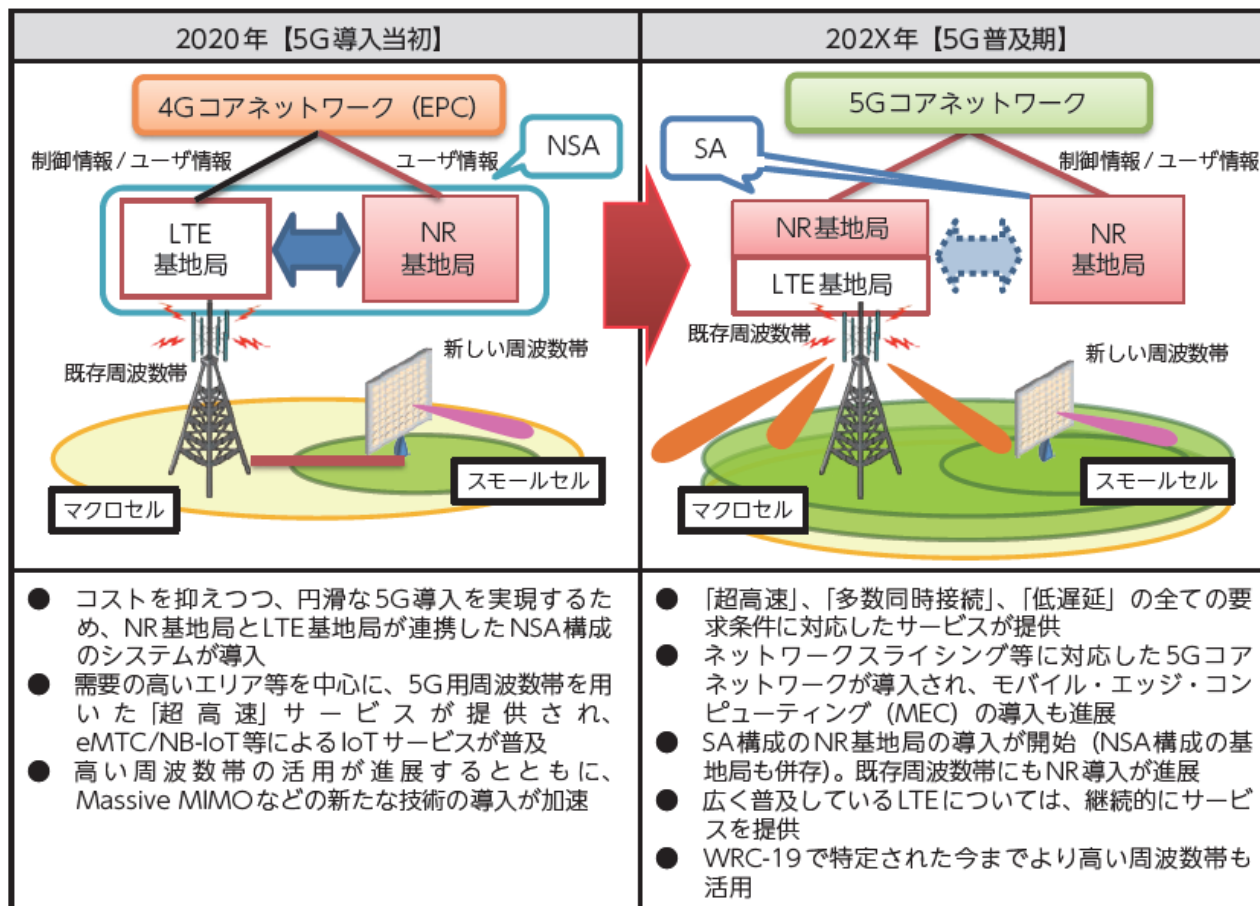 2020年【5G導入当初】
4Gコアネットワーク（EPC）
NSA
制御情報/ユーザ情報
ユーザ情報
LTE
基地局
NR
基地局
既存周波数帯
新しい周波数帯
マクロセル
スモールセル
● コストを抑えつつ、円滑な5G導入を実現するた
め、NR基地局とLTE基地局が連携したNSA構成
のシステムが導入
● 需要の高いエリア等を中心に、5G用周波数帯を用
いた「超高速」サービスが提供され、
eMTC/NB-IoT等によるIoTサービスが普及
● 高い周波数帯の活用が進展するとともに、
Massive MIMOなどの新たな技術の導入が加速
202X年【5G普及期】
5Gコアネットワーク
SA
制御情報/ユーザ情報
NR基地局
LTE基地局
NR
基地局
既存周波数帯
新しい周波数帯
マクロセル
スモールセル
● 「超高速」、「多数同時接続」、「低遅延」の全ての要
求条件に対応したサービスが提供
● ネットワークスライシング等に対応した5Gコア
ネットワークが導入され、モバイル・エッジ・コン
ピューティング（MEC）の導入も進展
● SA構成のNR基地局の導入が開始（NSA構成の基
地局も併存）。既存周波数帯にもNR導入が進展
● 広く普及しているLTEについては、継続的にサービ
スを提供
● WRC-19で特定された今までより高い周波数帯も
活用